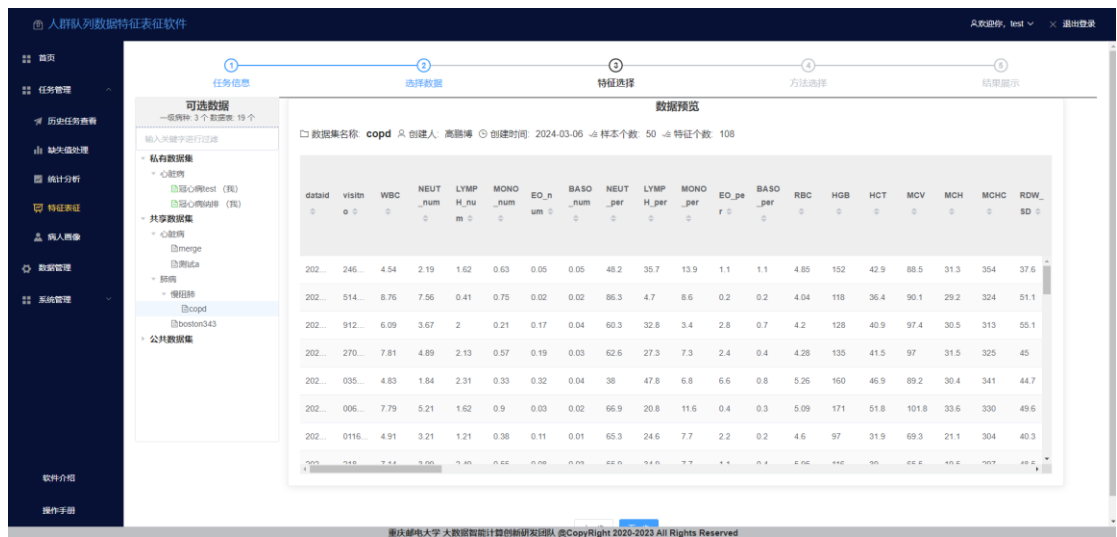 人群队列数据特征表征软件
欢迎你, test
退出登录
首页
任务管理
历史任务查看
缺失值处理
统计分析
特征表征
病人画像
数据管理
系统管理
软件介绍
操作手册
1 2 3 4 5
任务信息 选择数据 特征选择 方法选择 结果展示
可选数据
一级病种: 3 个 数据表: 19 个
输入关键字进行过滤
私有数据集
心脏病
冠心病test (我)
冠心病纳排 (我)
共享数据集
心脏病
merge
肺病
慢阻肺
copd
boston343
公共数据集
数据预览
数据集名称: copd 创建人: 高鹏博 创建时间: 2024-03-06 样本个数: 50 特征个数: 108
dataid visitno WBC NEUT_num LYMPH_num MONO_num EO_num BASO_num NEUT_per LYMPH_per MONO_per EO_per BASO_per RBC HGB HCT MCV MCH MCHC RDW_SD
202... 246... 4.54 2.19 1.62 0.63 0.05 0.05 48.2 35.7 13.9 1.1 1.1 4.85 152 42.9 88.5 31.3 354 37.6
202... 514... 8.76 7.56 0.41 0.75 0.02 0.02 86.3 4.7 8.6 0.2 0.2 4.04 118 36.4 90.1 29.2 324 51.1
202... 912... 6.09 3.67 2 0.21 0.17 0.04 60.3 32.8 3.4 2.8 0.7 4.2 128 40.9 97.4 30.5 313 55.1
202... 270... 7.81 4.89 2.13 0.57 0.19 0.03 62.6 27.3 7.3 2.4 0.4 4.28 135 41.5 97 31.5 325 45
202... 035... 4.83 1.84 2.31 0.33 0.32 0.04 38 47.8 6.8 6.6 0.8 5.26 160 46.9 89.2 30.4 341 44.7
202... 006... 7.79 5.21 1.62 0.9 0.03 0.02 66.9 20.8 11.6 0.4 0.3 5.09 171 51.8 101.8 33.6 330 49.6
202... 0116... 4.91 3.21 1.21 0.38 0.11 0.01 65.3 24.6 7.7 2.2 0.2 4.6 97 31.9 69.3 21.1 304 40.3
重庆邮电大学 大数据智能计算创新研发团队 @CopyRight 2020-2023 All Rights Reserved